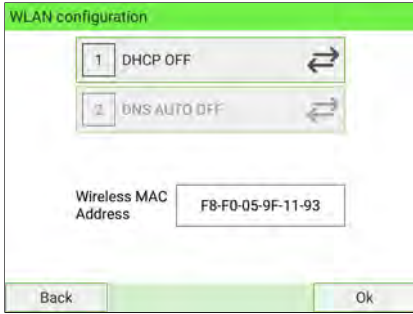 WLAN configuration
1 DHCP OFF
2 DNS AUTO OFF
Wireless MAC
Address
F8-F0-05-9F-11-93
Back Ok